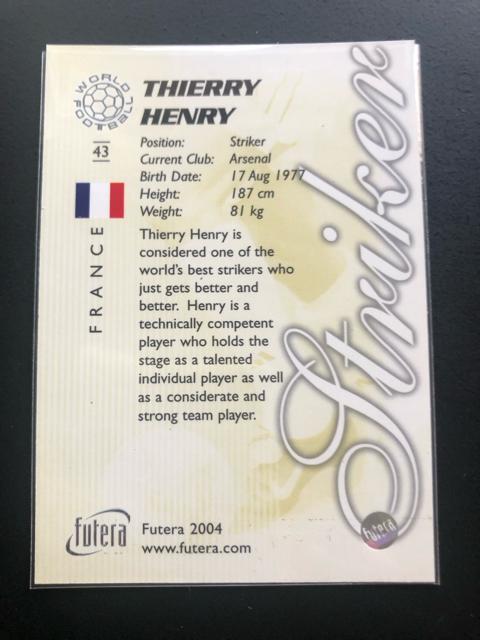 WORLD FOOTBALL
THIERRY
HENRY
43
Position: Striker
Current Club: Arsenal
Birth Date: 17 Aug 1977
Height: 187 cm
Weight: 81 kg
FRANCE
Thierry Henry is
considered one of the
world's best strikers who
just gets better and
better. Henry is a
technically competent
player who holds the
stage as a talented
individual player as well
as a considerate and
strong team player.
Striker
futera
Futera 2004
www.futera.com
futera